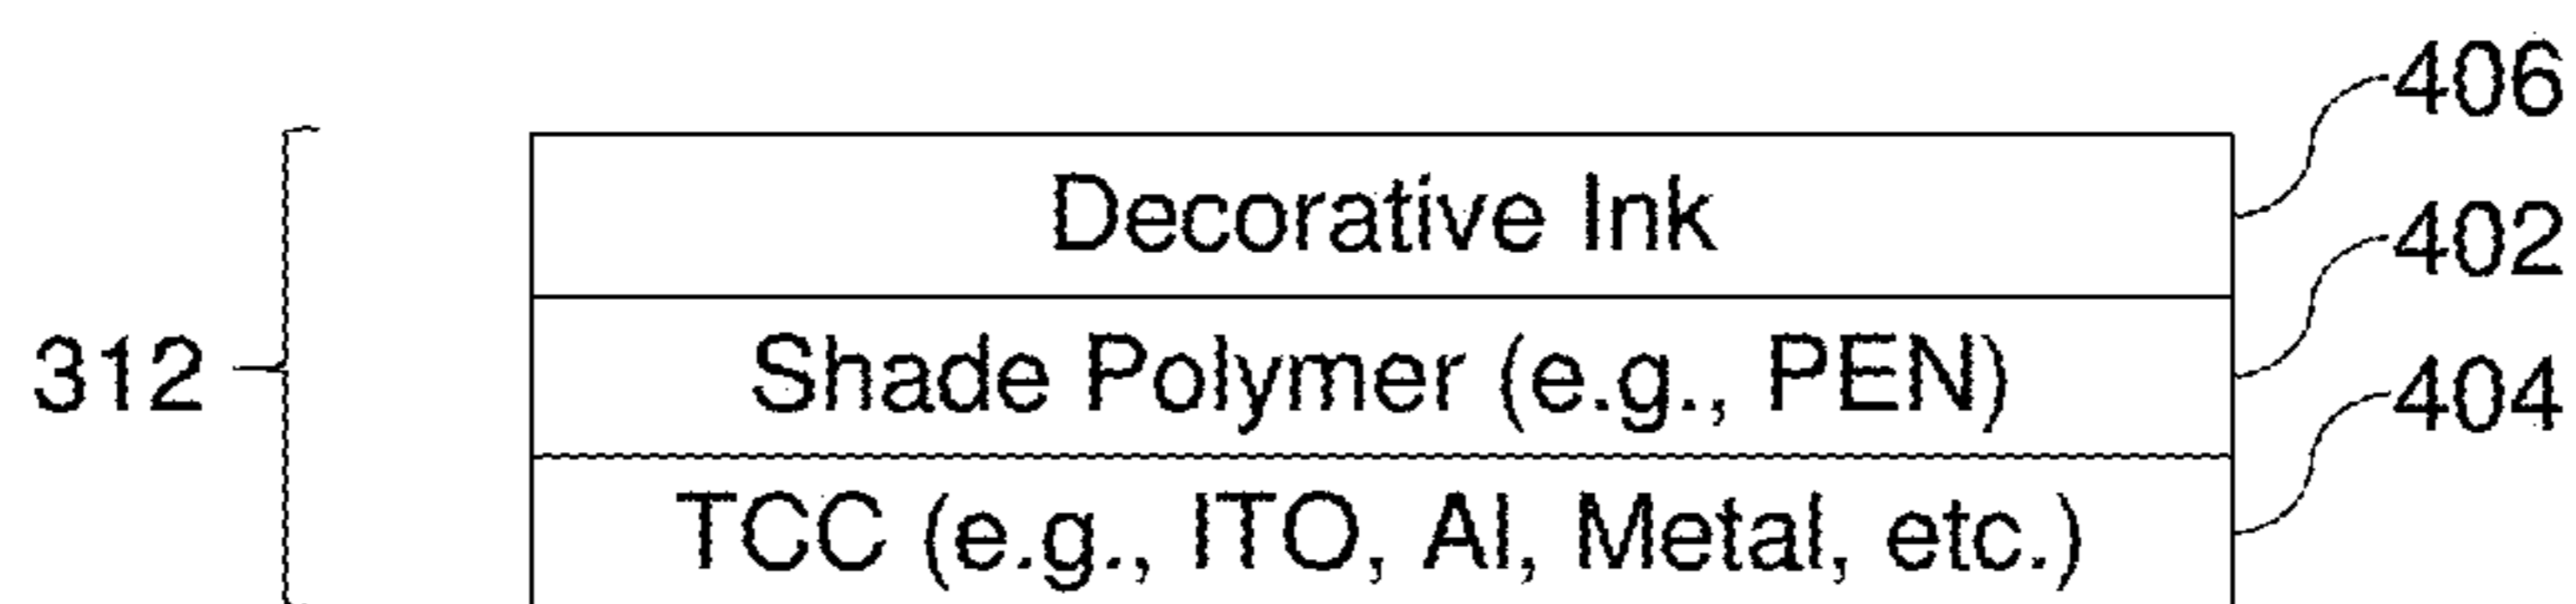 406
Decorative Ink
402
312
Shade Polymer (e.g., PEN)
404
TCC (e.g., ITO, Al, Metal, etc.)